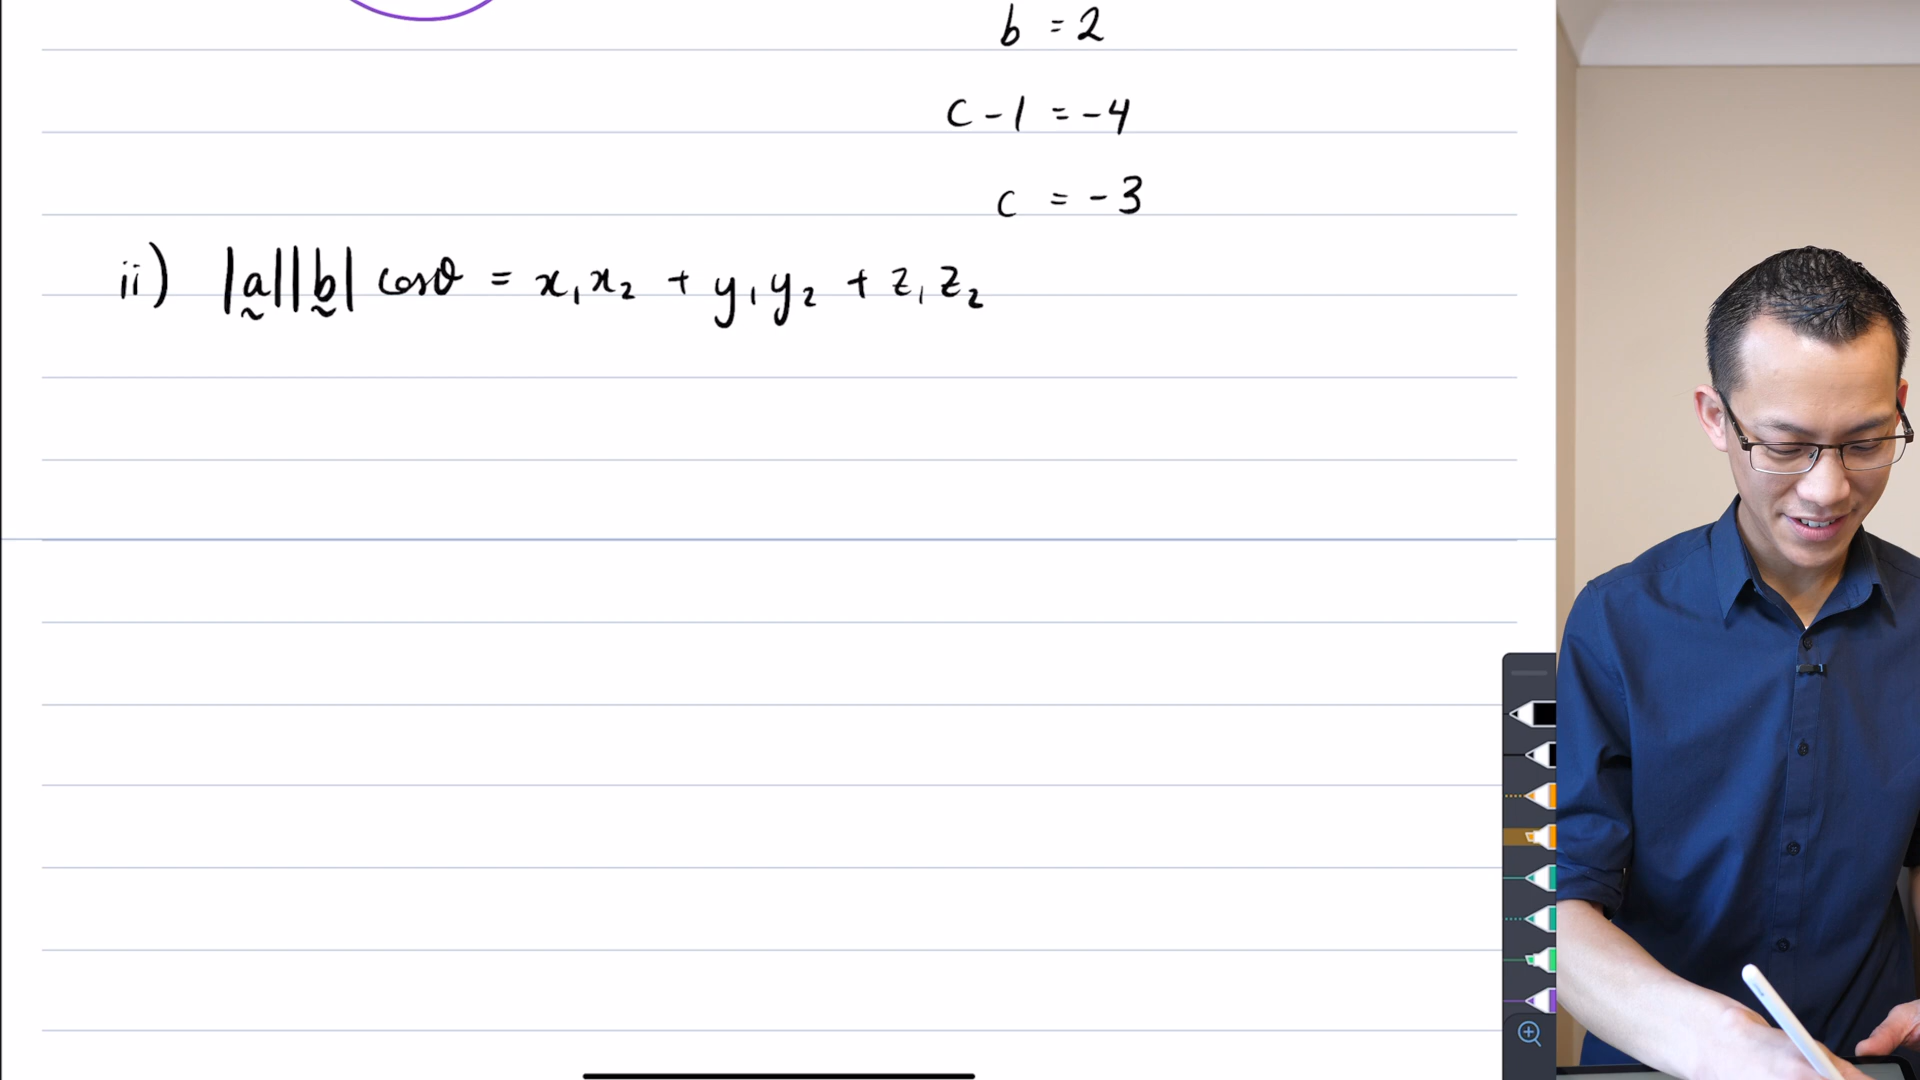 b = 2
c - 1 = -4
c = -3
ii) |a||b| cosθ = x₁x₂ + y₁y₂ + z₁z₂